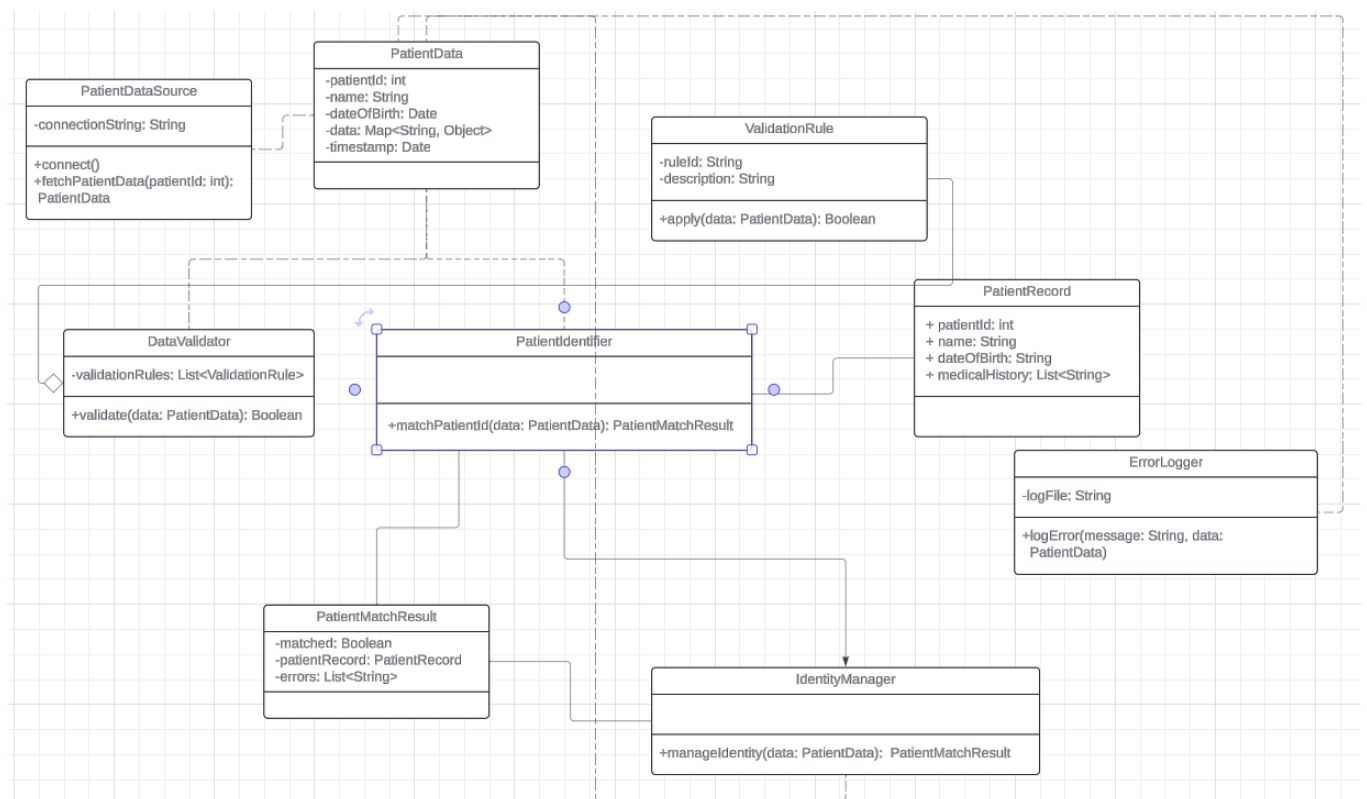 PatientData
-patientId: int
-name: String
-dateOfBirth: Date
-data: Map<String, Object>
-timestamp: Date
PatientDataSource
-connectionString: String
+connect()
+fetchPatientData(patientId: int):
PatientData
ValidationRule
-ruleId: String
-description: String
+apply(data: PatientData): Boolean
PatientRecord
+ patientId: int
+ name: String
+ dateOfBirth: String
+ medicalHistory: List<String>
DataValidator
-validationRules: List<ValidationRule>
+validate(data: PatientData): Boolean
PatientIdentifier
+matchPatientId(data: PatientData): PatientMatchResult
ErrorLogger
-logFile: String
+logError(message: String, data:
PatientData)
PatientMatchResult
-matched: Boolean
-patientRecord: PatientRecord
-errors: List<String>
IdentityManager
+manageIdentity(data: PatientData): PatientMatchResult